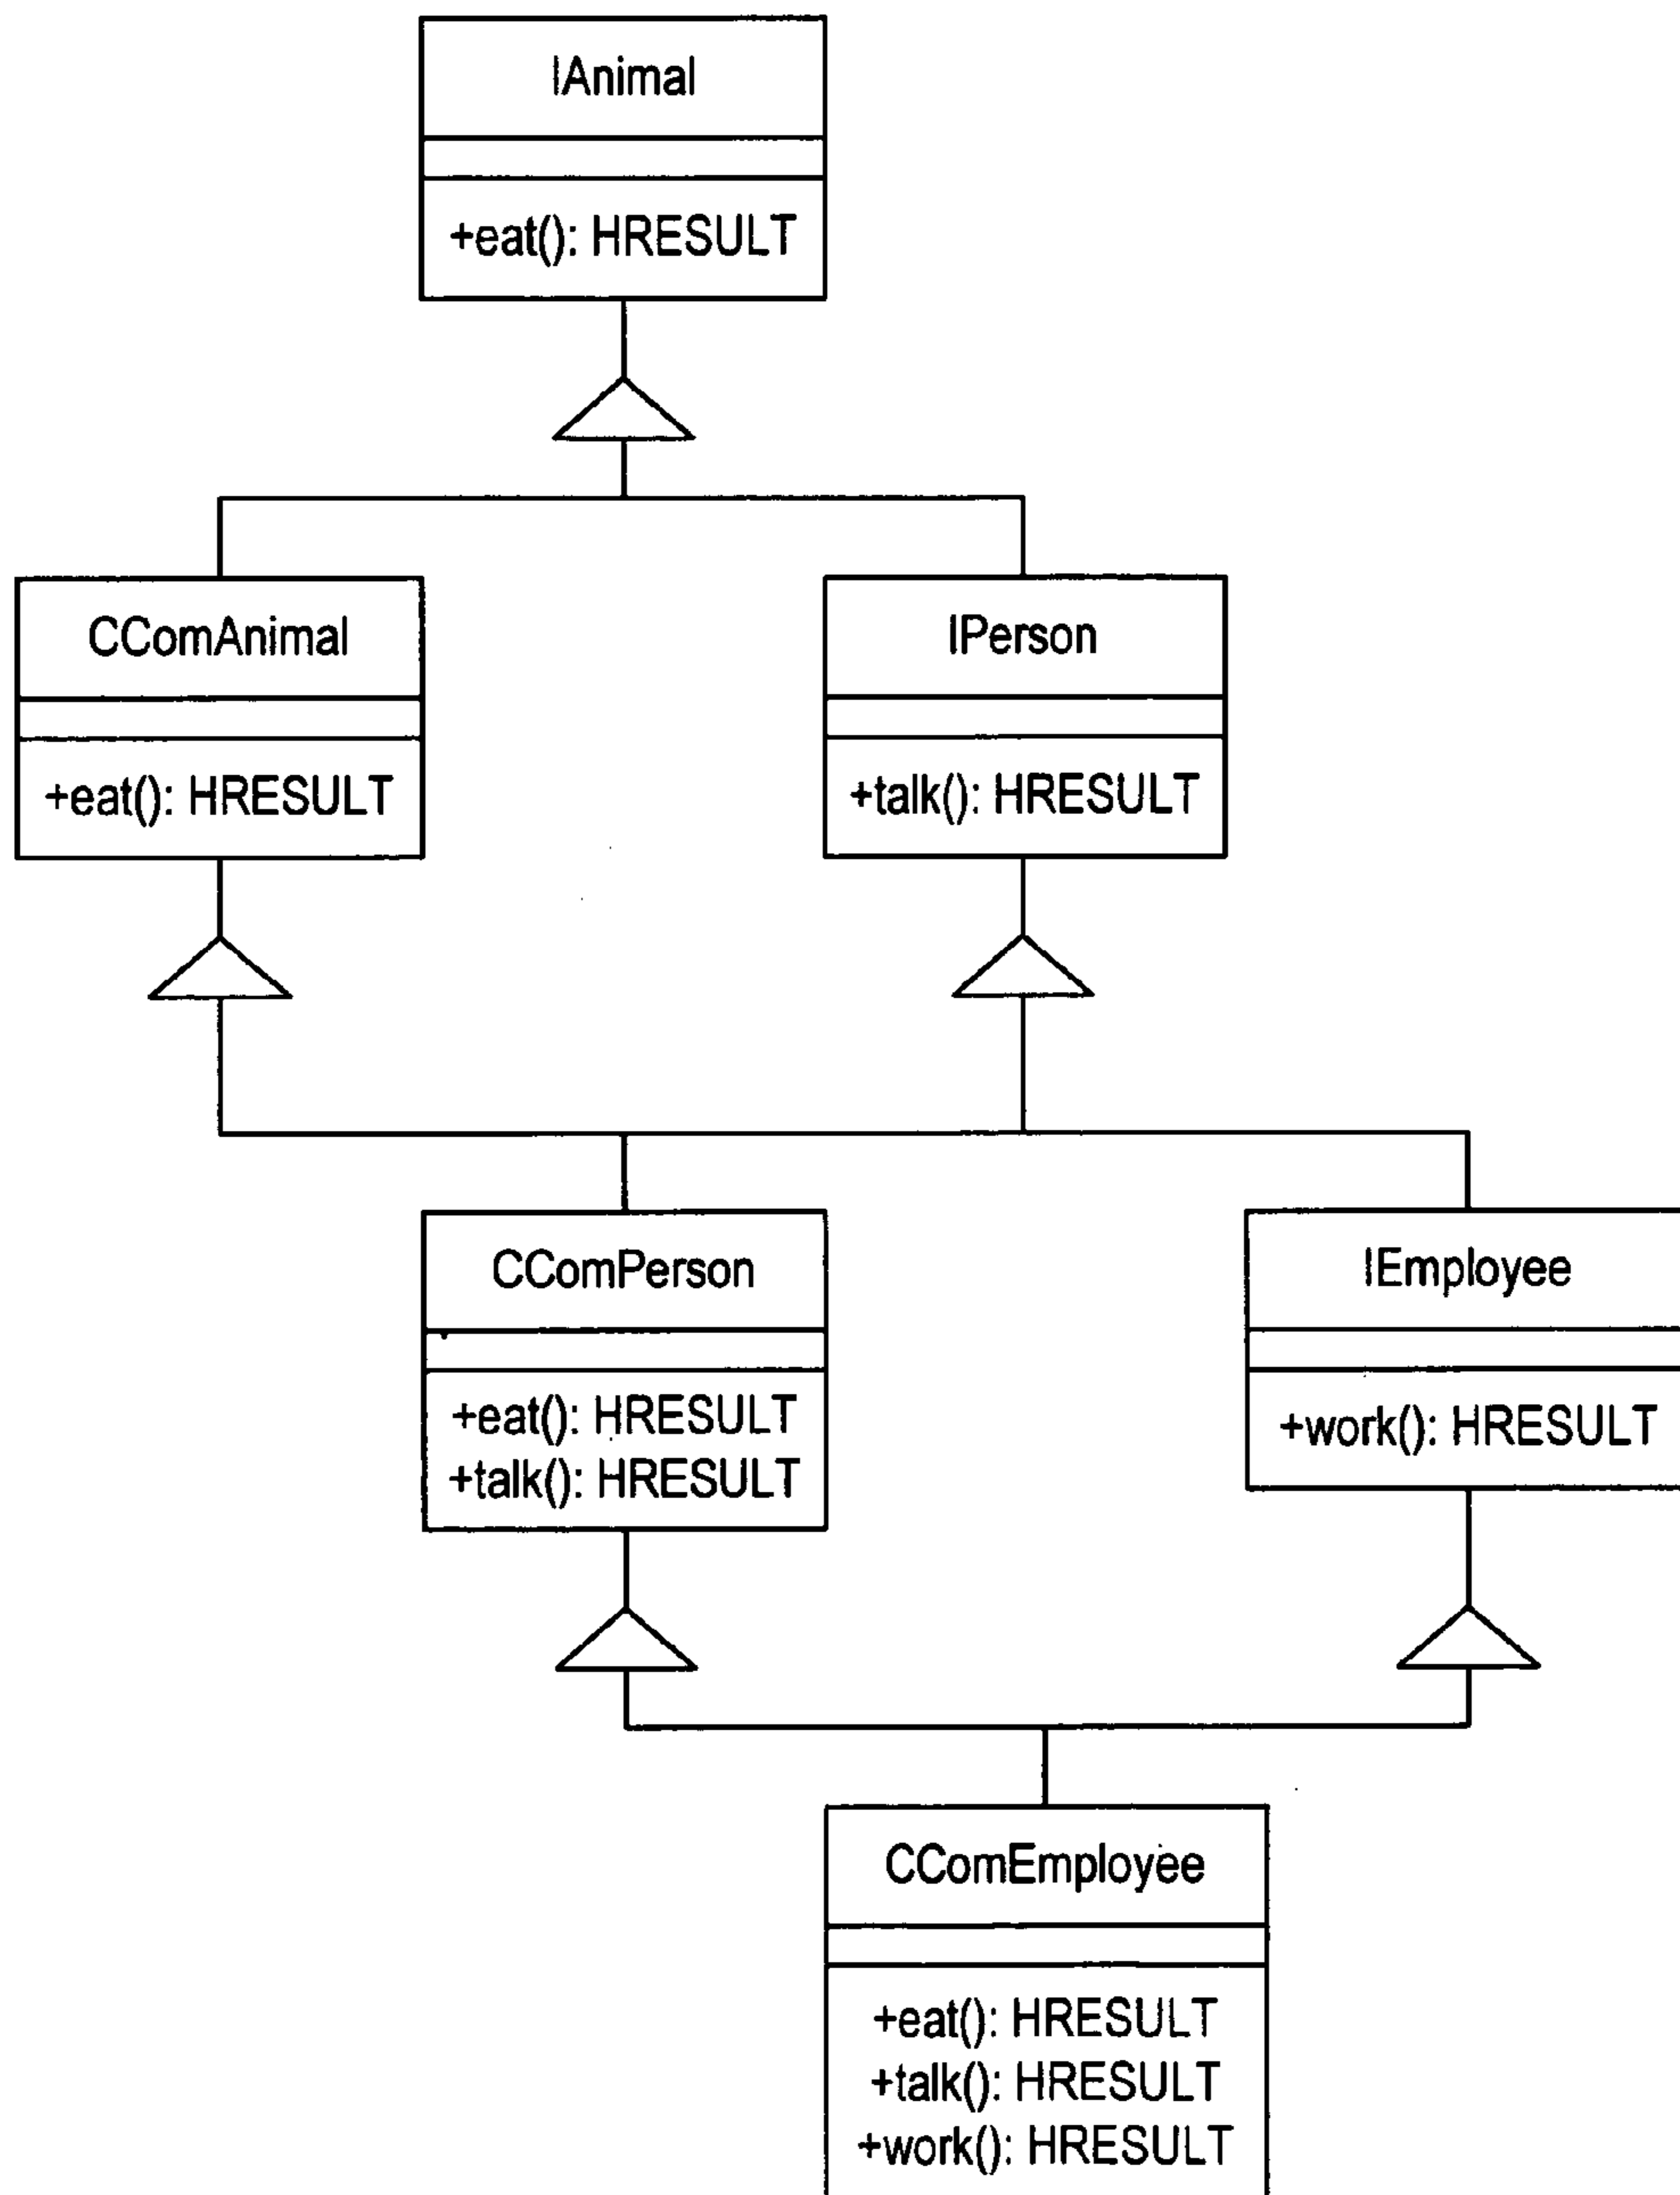 IAnimal
+eat(): HRESULT
CComAnimal
IPerson
+eat(): HRESULT
+talk(): HRESULT
CComPerson
IEmployee
+eat(): HRESULT
+talk(): HRESULT
+work(): HRESULT
CComEmployee
+eat(): HRESULT
+talk(): HRESULT
+work(): HRESULT